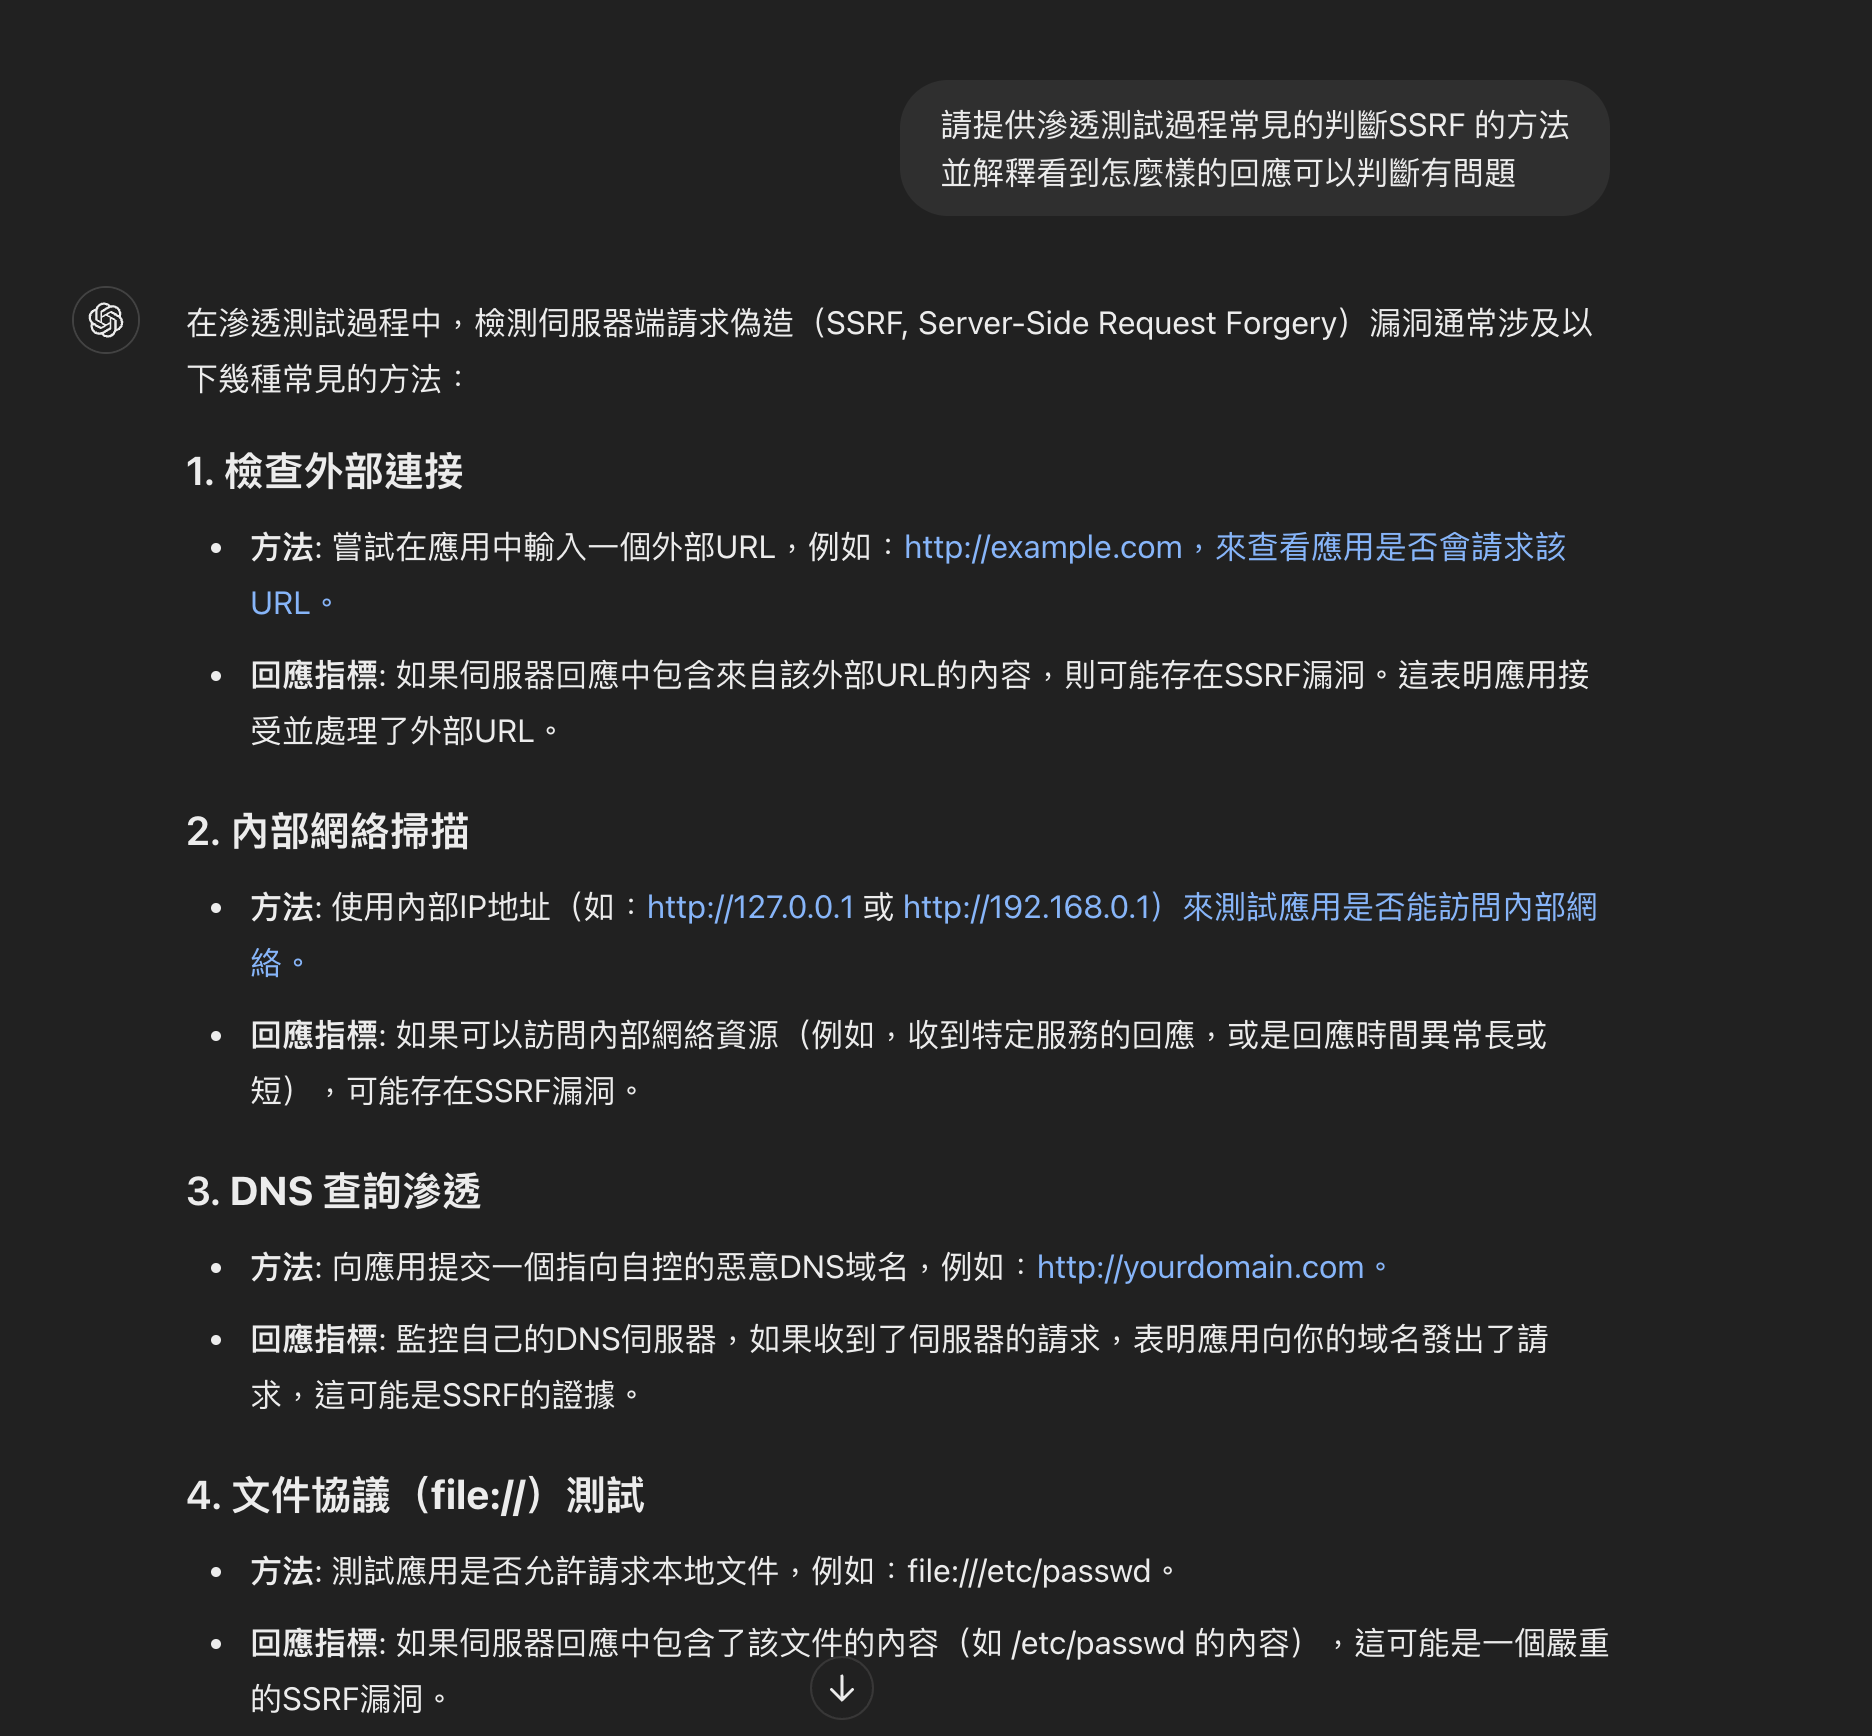 請提供滲透測試過程常見的判斷SSRF 的方法
並解釋看到怎麼樣的回應可以判斷有問題
在滲透測試過程中，檢測伺服器端請求偽造（SSRF, Server-Side Request Forgery）漏洞通常涉及以
下幾種常見的方法：
1. 檢查外部連接
• 方法: 嘗試在應用中輸入一個外部URL，例如：http://example.com，來查看應用是否會請求該
URL。
• 回應指標: 如果伺服器回應中包含來自該外部URL的內容，則可能存在SSRF漏洞。這表明應用接
受並處理了外部URL。
2. 內部網絡掃描
• 方法: 使用內部IP地址（如：http://127.0.0.1 或 http://192.168.0.1）來測試應用是否能訪問內部網
絡。
• 回應指標: 如果可以訪問內部網絡資源（例如，收到特定服務的回應，或是回應時間異常長或
短），可能存在SSRF漏洞。
3. DNS 查詢滲透
• 方法: 向應用提交一個指向自控的惡意DNS域名，例如：http://yourdomain.com。
• 回應指標: 監控自己的DNS伺服器，如果收到了伺服器的請求，表明應用向你的域名發出了請
求，這可能是SSRF的證據。
4. 文件協議（file://）測試
• 方法: 測試應用是否允許請求本地文件，例如：file:///etc/passwd。
• 回應指標: 如果伺服器回應中包含了該文件的內容（如 /etc/passwd 的內容），這可能是一個嚴重
的SSRF漏洞。